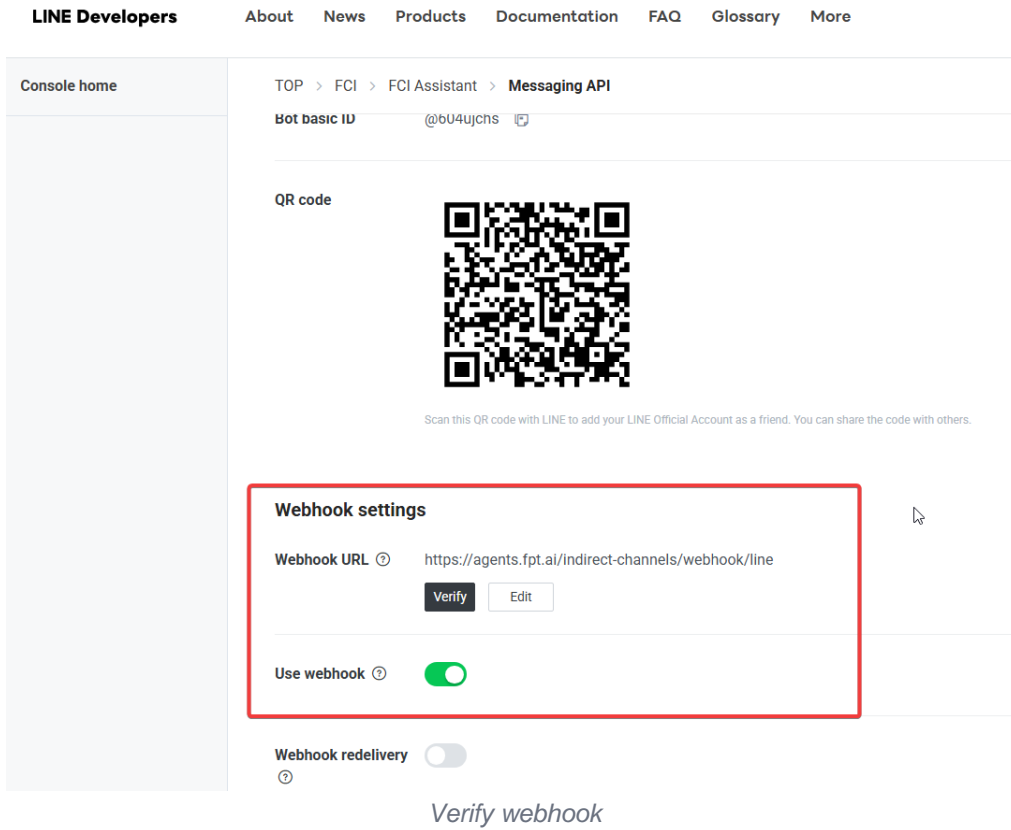 LINE Developers About News Products Documentation FAQ Glossary More
Console home
TOP > FCI > FCI Assistant > Messaging API
Bot basic ID @604ujchs
QR code
Scan this QR code with LINE to add your LINE Official Account as a friend. You can share the code with others.
Webhook settings
Webhook URL ? https://agents.fpt.ai/indirect-channels/webhook/line
Verify Edit
Use webhook ?
Webhook redelivery
?
Verify webhook